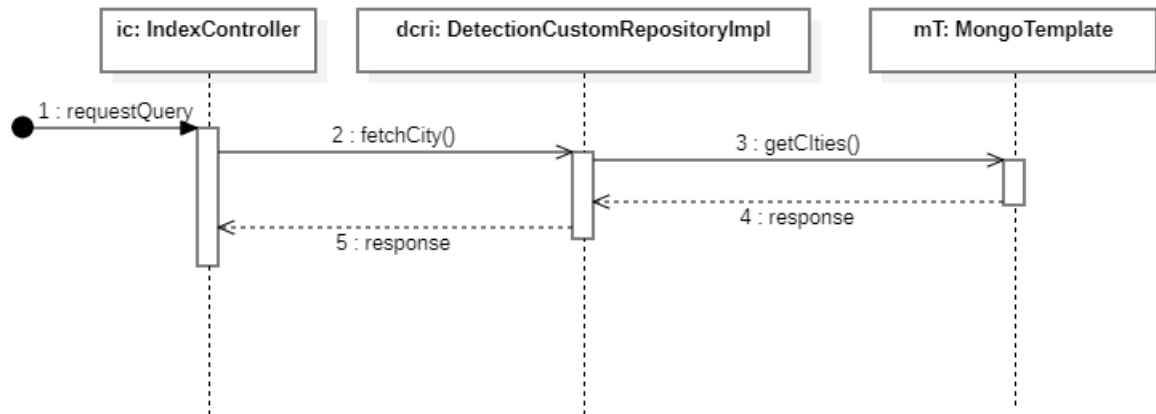 ic: IndexController
dcri: DetectionCustomRepositoryImpl
mT: MongoTemplate
1 : requestQuery
2 : fetchCity()
3 : getCIties()
4 : response
5 : response